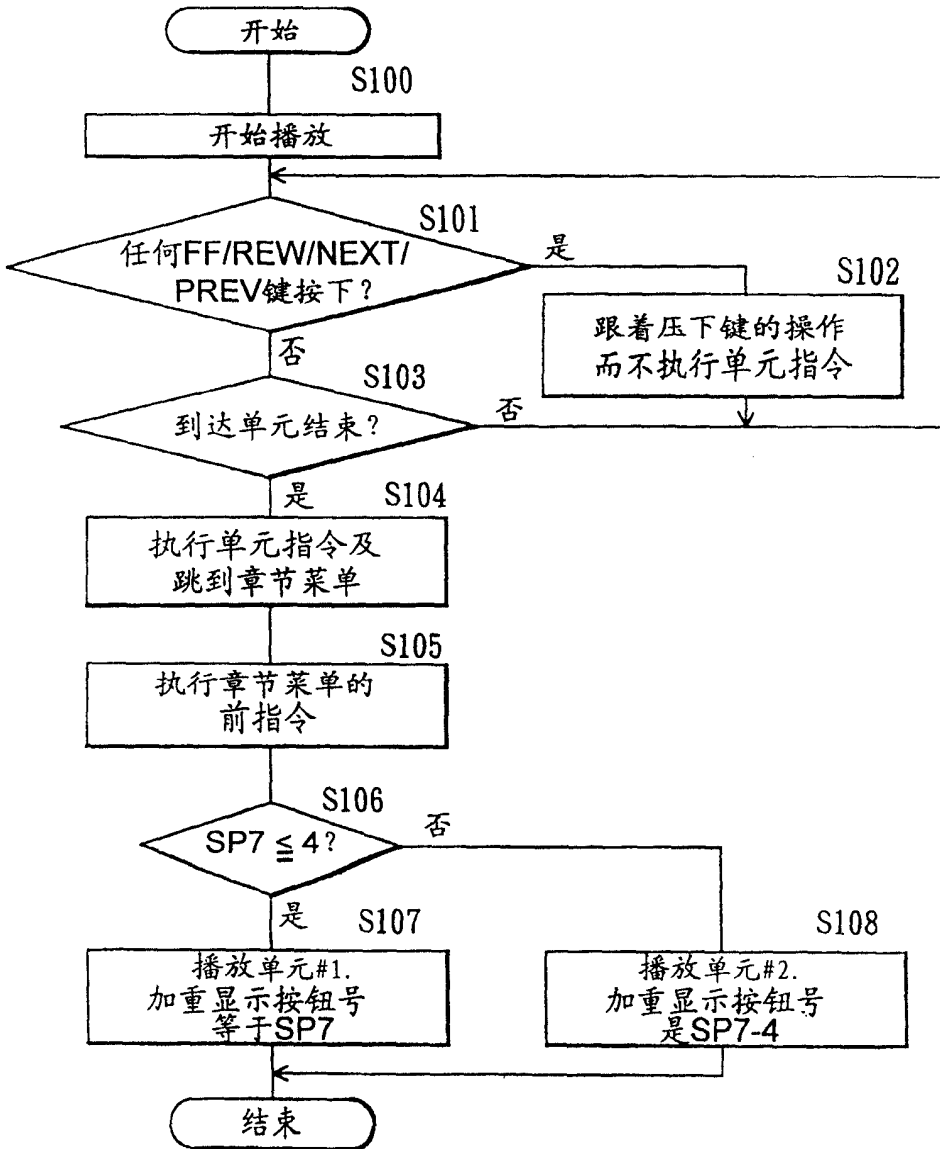 开始
S100
开始播放
S101
任何FF/REW/NEXT/
PREV键按下?
是
S102
跟着压下键的操作
而不执行单元指令
否
S103
到达单元结束?
否
是
S104
执行单元指令及
跳到章节菜单
S105
执行章节菜单的
前指令
S106
SP7 ≦ 4?
否
是
S107
播放单元#1.
加重显示按钮号
等于SP7
S108
播放单元#2.
加重显示按钮号
是SP7-4
结束